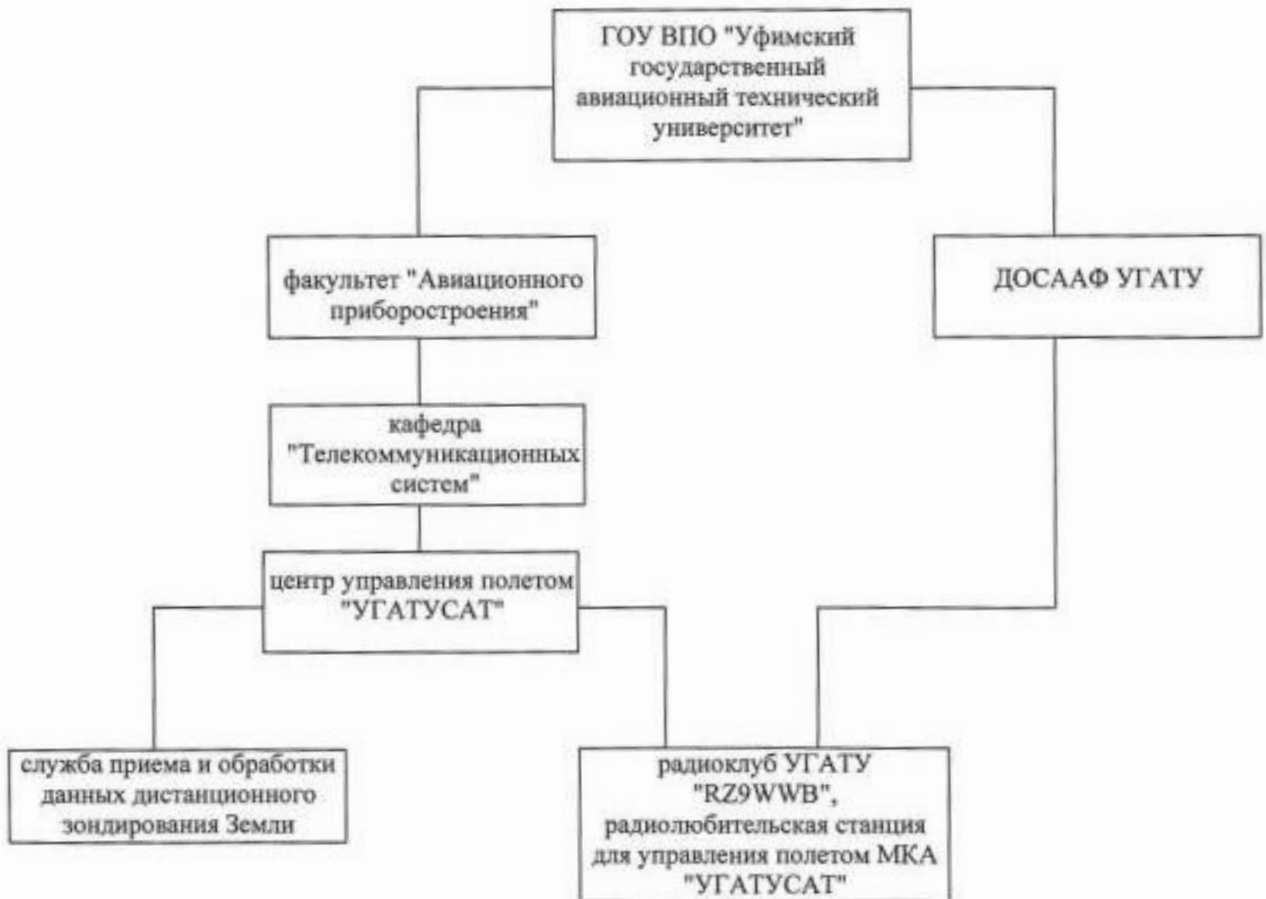 ГОУ ВПО "Уфимский
государственный
авиационный технический
университет"
факультет "Авиационного
приборостроения"
ДОСААФ УГАТУ
кафедра
"Телекоммуникационных
систем"
центр управления полетом
"УГАТУСАТ"
служба приема и обработки
данных дистанционного
зондирования Земли
радиоклуб УГАТУ
"RZ9WWB",
радиолюбительская станция
для управления полетом МКА
"УГАТУСАТ"